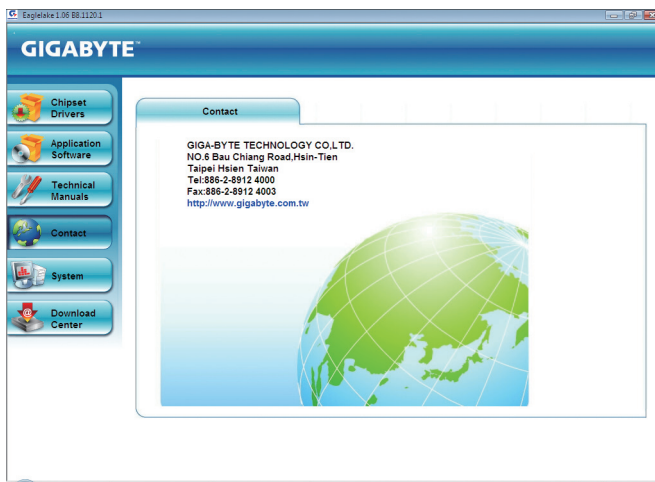 Eaglelake 1.06 B8.1120.1
GIGABYTE™
Chipset
Drivers
Application
Software
Technical
Manuals
Contact
System
Download
Center
Contact
GIGA-BYTE TECHNOLOGY CO,LTD.
NO.6 Bau Chiang Road,Hsin-Tien
Taipei Hsien Taiwan
Tel:886-2-8912 4000
Fax:886-2-8912 4003
http://www.gigabyte.com.tw